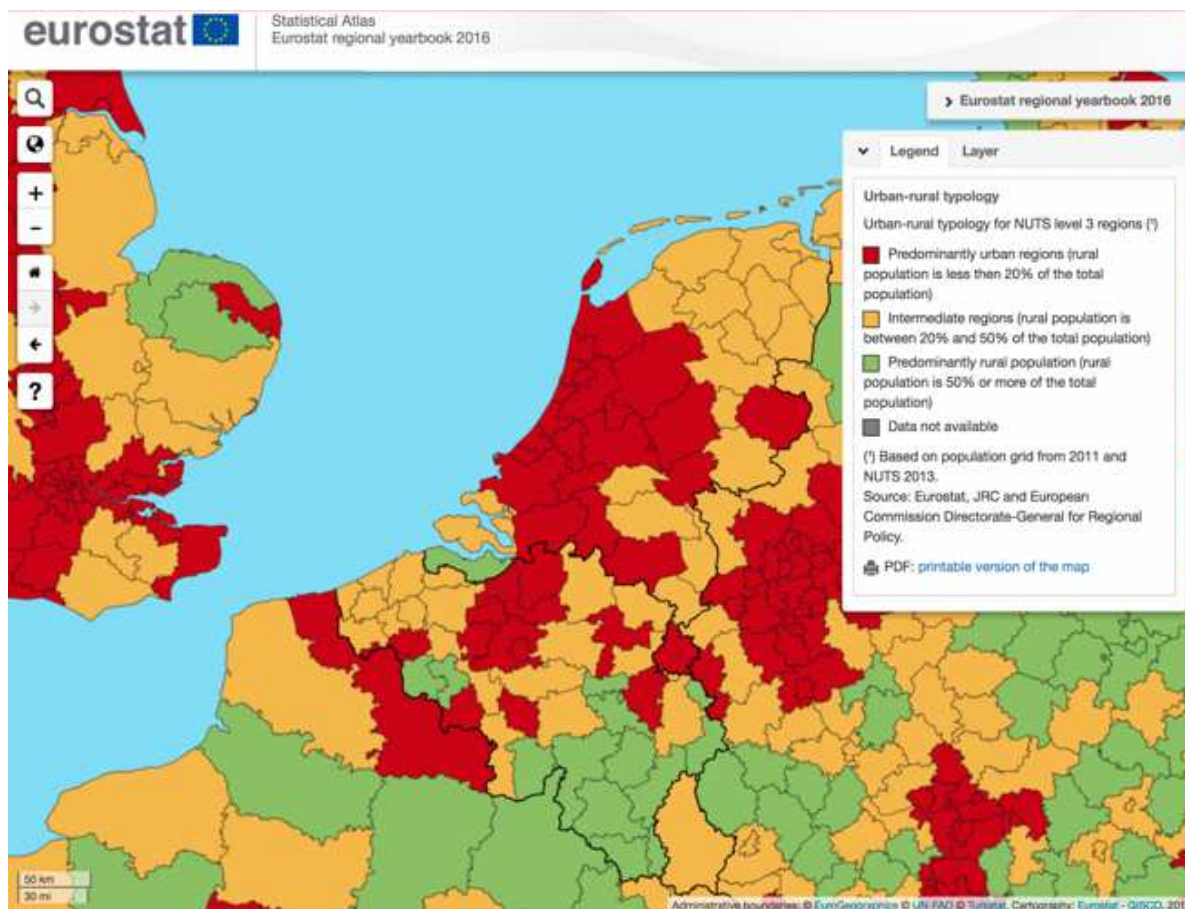 eurostat
Statistical Atlas
Eurostat regional yearbook 2016
Eurostat regional yearbook 2016
Legend Layer
Urban-rural typology
Urban-rural typology for NUTS level 3 regions (¹)
Predominantly urban regions (rural
population is less then 20% of the total
population)
Intermediate regions (rural population is
between 20% and 50% of the total population)
Predominantly rural population (rural
population is 50% or more of the total
population)
Data not available
(¹) Based on population grid from 2011 and
NUTS 2013.
Source: Eurostat, JRC and European
Commission Directorate-General for Regional
Policy.
PDF: printable version of the map
+
−
?
50 km
30 mi
Administrative boundaries: © EuroGeographics © UN-FAO © Turkstat, Cartography: Eurostat - GISCO, 201